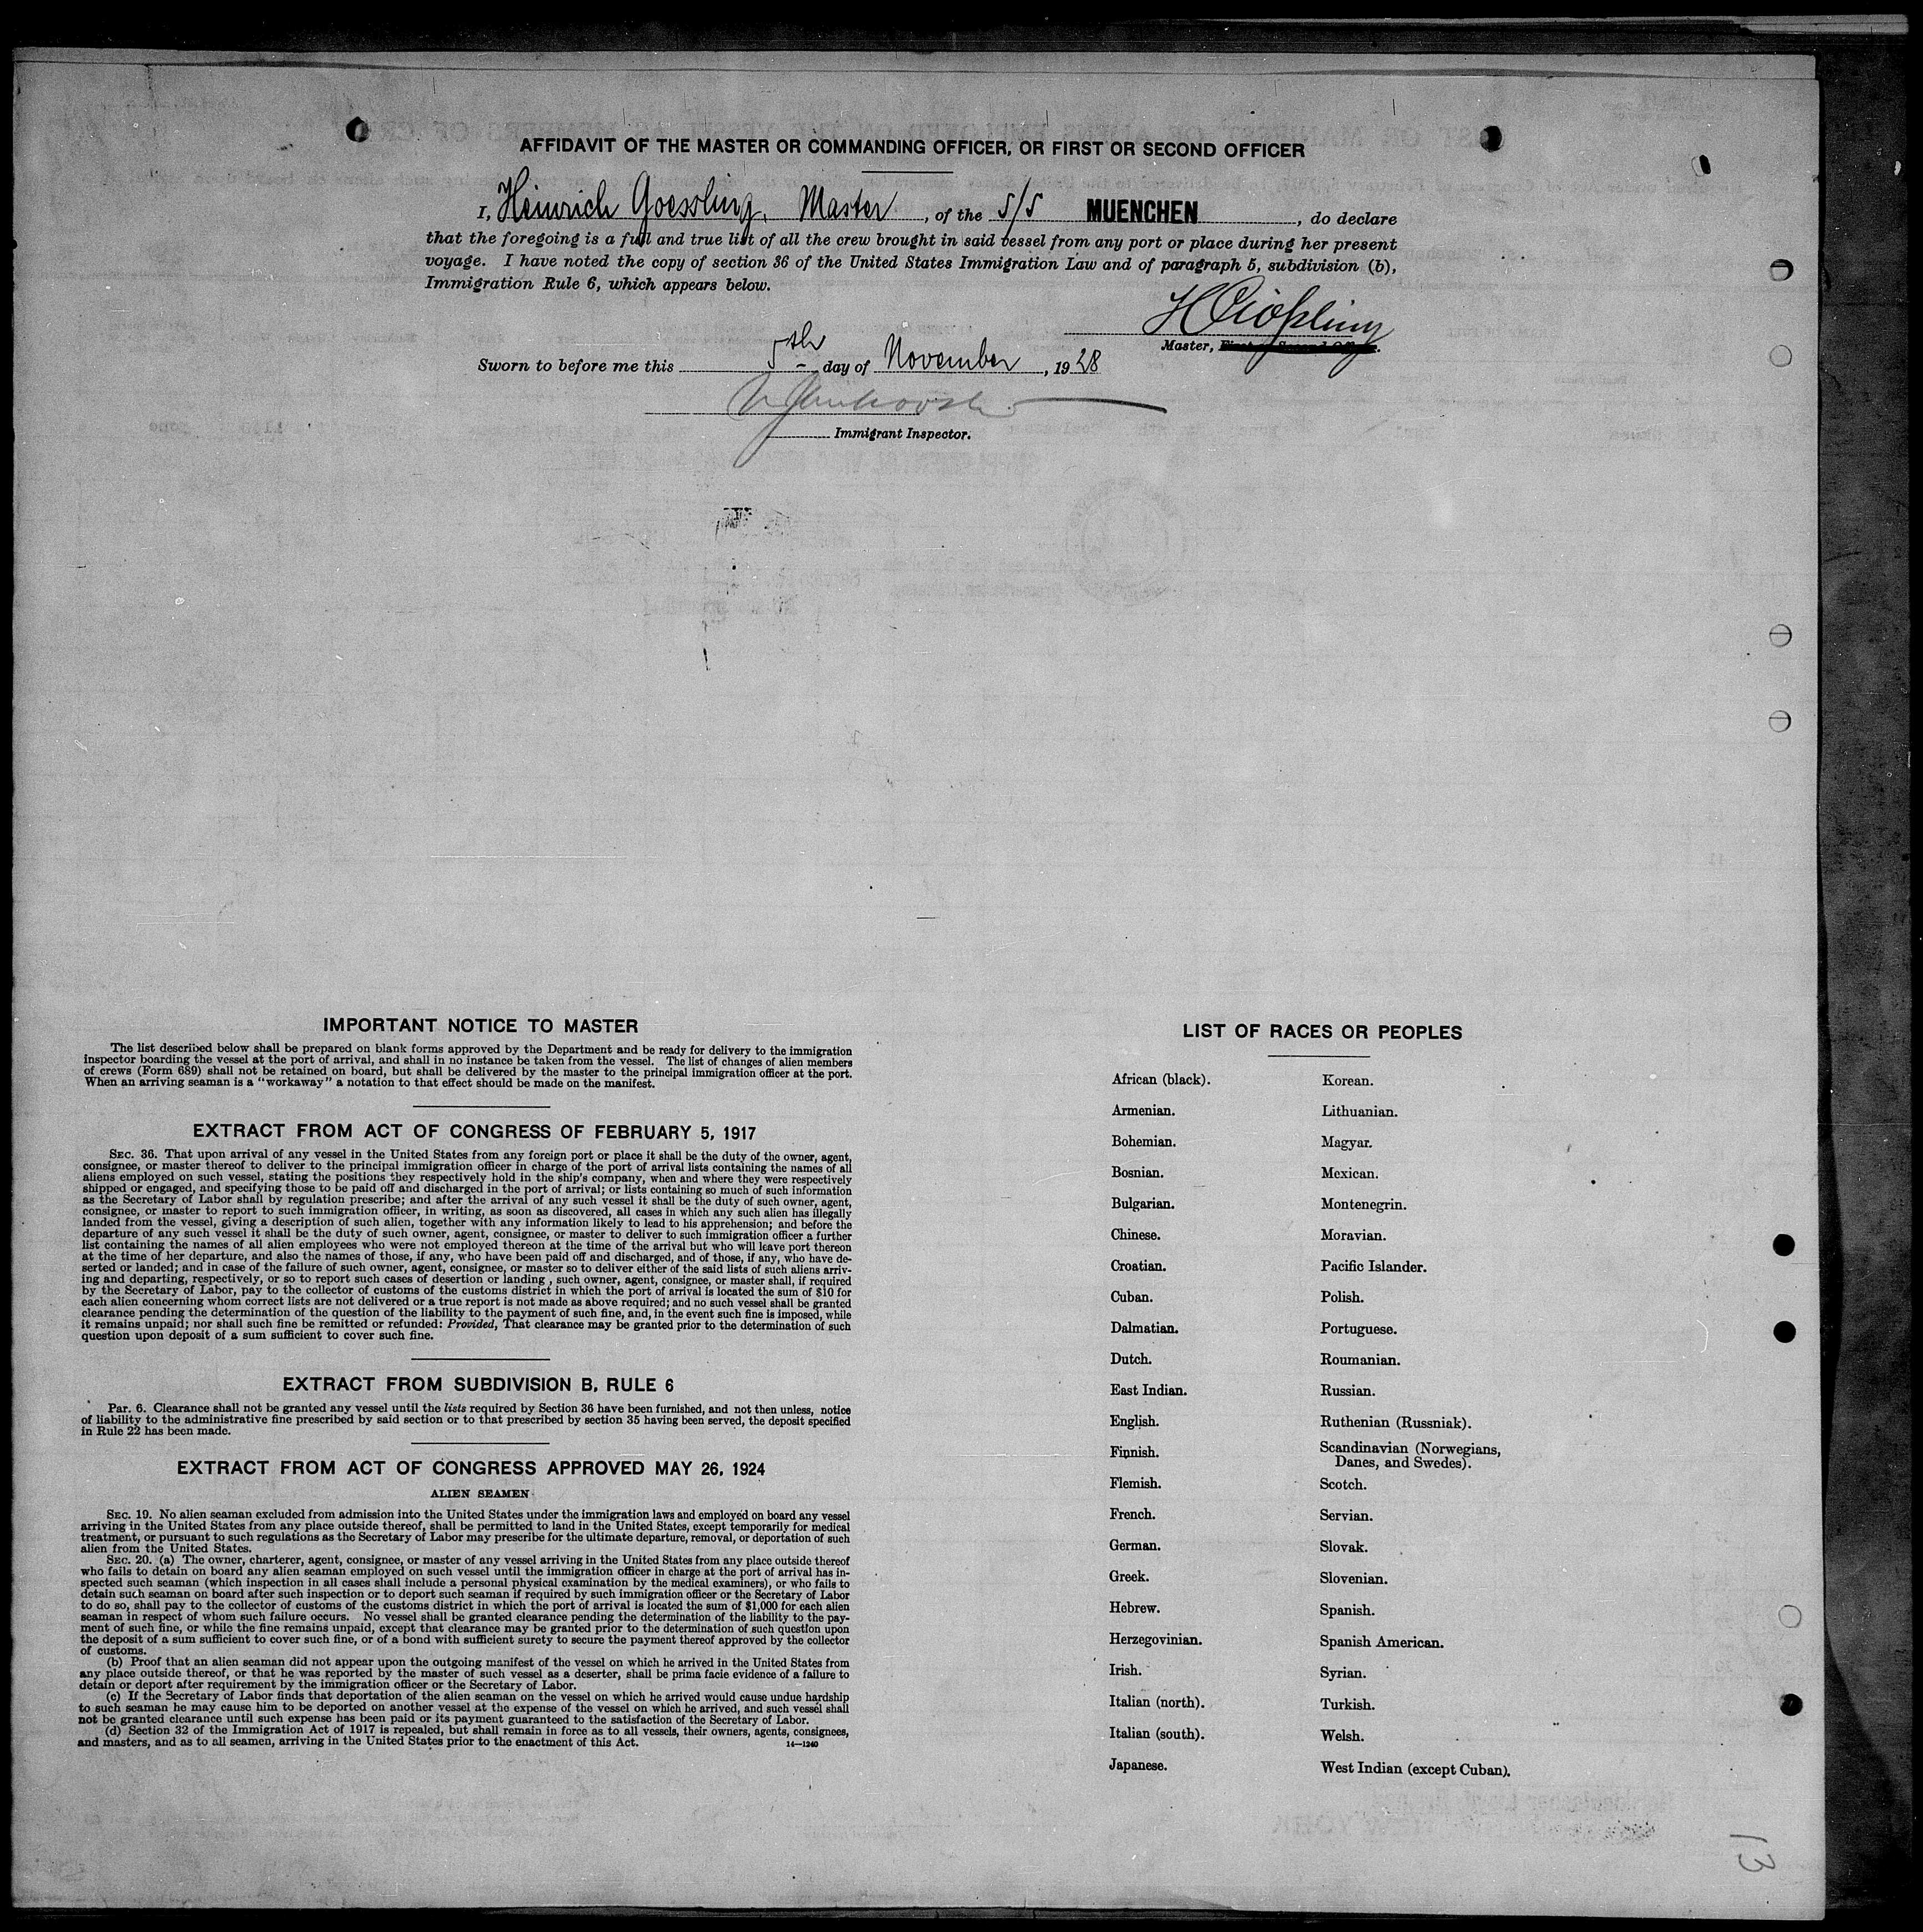 AFFIDAVIT OF THE MASTER OR COMMANDING OFFICER, OR FIRST OR SECOND OFFICER
I, Heinrich Goessling, Master, of the S/S MUENCHEN, do declare
that the foregoing is a full and true list of all the crew brought in said vessel from any port or place during her present
voyage. I have noted the copy of section 36 of the United States Immigration Law and of paragraph 5, subdivision (b),
Immigration Rule 6, which appears below.
Master,
Sworn to before me this 5th day of November, 1928
Immigrant Inspector.
IMPORTANT NOTICE TO MASTER
The list described below shall be prepared on blank forms approved by the Department and be ready for delivery to the immigration
inspector boarding the vessel at the port of arrival, and shall in no instance be taken from the vessel. The list of changes of alien members
of crews (Form 689) shall not be retained on board, but shall be delivered by the master to the principal immigration officer at the port.
When an arriving seaman is a "workaway" a notation to that effect should be made on the manifest.
EXTRACT FROM ACT OF CONGRESS OF FEBRUARY 5, 1917
SEC. 36. That upon arrival of any vessel in the United States from any foreign port or place it shall be the duty of the owner, agent,
consignee, or master thereof to deliver to the principal immigration officer in charge of the port of arrival lists containing the names of all
aliens employed on such vessel, stating the positions they respectively hold in the ship's company, when and where they were respectively
shipped or engaged, and specifying those to be paid off and discharged in the port of arrival; or lists containing so much of such information
as the Secretary of Labor shall by regulation prescribe; and after the arrival of any such vessel it shall be the duty of such owner, agent,
consignee, or master to report to such immigration officer, in writing, as soon as discovered, all cases in which any such alien has illegally
landed from the vessel, giving a description of such alien, together with any information likely to lead to his apprehension; and before the
departure of any such vessel it shall be the duty of such owner, agent, consignee, or master to deliver to such immigration officer a further
list containing the names of all alien employees who were not employed thereon at the time of the arrival but who will leave port thereon
at the time of her departure, and also the names of those, if any, who have been paid off and discharged, and of those, if any, who have de-
serted or landed; and in case of the failure of such owner, agent, consignee, or master so to deliver either of the said lists of such aliens arriv-
ing and departing, respectively, or so to report such cases of desertion or landing , such owner, agent, consignee, or master shall, if required
by the Secretary of Labor, pay to the collector of customs of the customs district in which the port of arrival is located the sum of $10 for
each alien concerning whom correct lists are not delivered or a true report is not made as above required; and no such vessel shall be granted
clearance pending the determination of the question of the liability to the payment of such fine, and, in the event such fine is imposed, while
it remains unpaid; nor shall such fine be remitted or refunded: Provided, That clearance may be granted prior to the determination of such
question upon deposit of a sum sufficient to cover such fine.
EXTRACT FROM SUBDIVISION B, RULE 6
Par. 6. Clearance shall not be granted any vessel until the lists required by Section 36 have been furnished, and not then unless, notice
of liability to the administrative fine prescribed by said section or to that prescribed by section 35 having been served, the deposit specified
in Rule 22 has been made.
EXTRACT FROM ACT OF CONGRESS APPROVED MAY 26, 1924
ALIEN SEAMEN
SEC. 19. No alien seaman excluded from admission into the United States under the immigration laws and employed on board any vessel
arriving in the United States from any place outside thereof, shall be permitted to land in the United States, except temporarily for medical
treatment, or pursuant to such regulations as the Secretary of Labor may prescribe for the ultimate departure, removal, or deportation of such
alien from the United States.
SEC. 20. (a) The owner, charterer, agent, consignee, or master of any vessel arriving in the United States from any place outside thereof
who fails to detain on board any alien seaman employed on such vessel until the immigration officer in charge at the port of arrival has in-
spected such seaman (which inspection in all cases shall include a personal physical examination by the medical examiners), or who fails to
detain such seaman on board after such inspection or to deport such seaman if required by such immigration officer or the Secretary of Labor
to do so, shall pay to the collector of customs of the customs district in which the port of arrival is located the sum of $1,000 for each alien
seaman in respect of whom such failure occurs. No vessel shall be granted clearance pending the determination of the liability to the pay-
ment of such fine, or while the fine remains unpaid, except that clearance may be granted prior to the determination of such question upon
the deposit of a sum sufficient to cover such fine, or of a bond with sufficient surety to secure the payment thereof approved by the collector
of customs.
(b) Proof that an alien seaman did not appear upon the outgoing manifest of the vessel on which he arrived in the United States from
any place outside thereof, or that he was reported by the master of such vessel as a deserter, shall be prima facie evidence of a failure to
detain or deport after requirement by the immigration officer or the Secretary of Labor.
(c) If the Secretary of Labor finds that deportation of the alien seaman on the vessel on which he arrived would cause undue hardship
to such seaman he may cause him to be deported on another vessel at the expense of the vessel on which he arrived, and such vessel shall
not be granted clearance until such expense has been paid or its payment guaranteed to the satisfaction of the Secretary of Labor.
(d) Section 32 of the Immigration Act of 1917 is repealed, but shall remain in force as to all vessels, their owners, agents, consignees,
and masters, and as to all seamen, arriving in the United States prior to the enactment of this Act.
14—1240
LIST OF RACES OR PEOPLES
African (black).
Armenian.
Bohemian.
Bosnian.
Bulgarian.
Chinese.
Croatian.
Cuban.
Dalmatian.
Dutch.
East Indian.
English.
Finnish.
Flemish.
French.
German.
Greek.
Hebrew.
Herzegovinian.
Irish.
Italian (north).
Italian (south).
Japanese.
Korean.
Lithuanian.
Magyar.
Mexican.
Montenegrin.
Moravian.
Pacific Islander.
Polish.
Portuguese.
Roumanian.
Russian.
Ruthenian (Russniak).
Scandinavian (Norwegians,
Danes, and Swedes).
Scotch.
Servian.
Slovak.
Slovenian.
Spanish.
Spanish American.
Syrian.
Turkish.
Welsh.
West Indian (except Cuban).
13